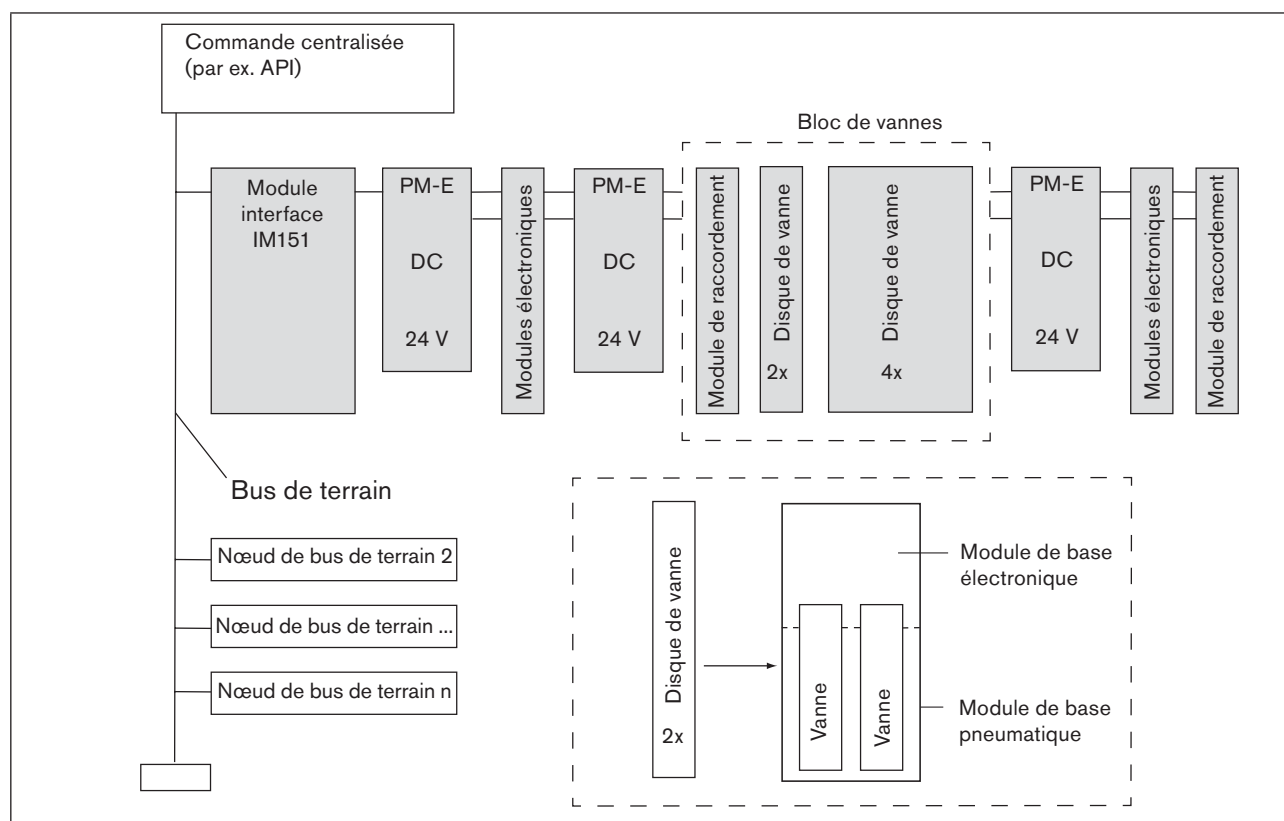 Commande centralisée
(par ex. API)
Bloc de vannes
Module
interface
IM151
PM-E
DC
24 V
Modules électroniques
PM-E
DC
24 V
Module de raccordement
Disque de vanne
2x
Disque de vanne
4x
PM-E
DC
24 V
Modules électroniques
Module de raccordement
Bus de terrain
Nœud de bus de terrain 2
Nœud de bus de terrain ...
Nœud de bus de terrain n
Disque de vanne
2x
Vanne
Vanne
Module de base
électronique
Module de base
pneumatique